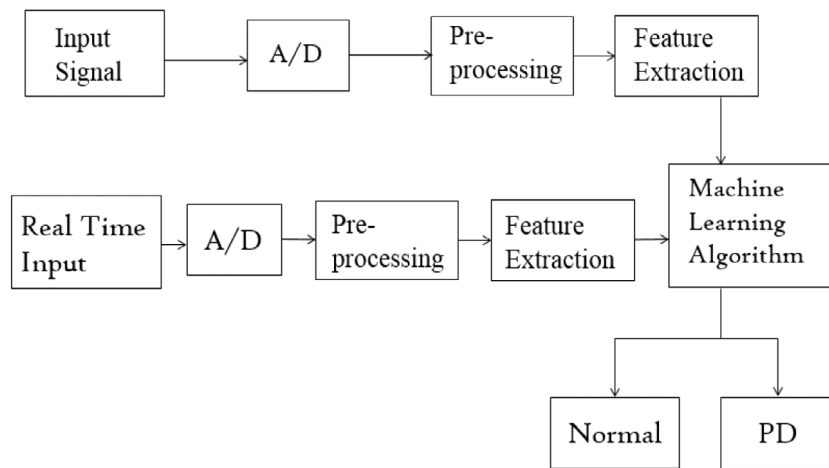 Input
Signal
A/D
Pre-
processing
Feature
Extraction
Real Time
Input
A/D
Pre-
processing
Feature
Extraction
Machine
Learning
Algorithm
Normal
PD